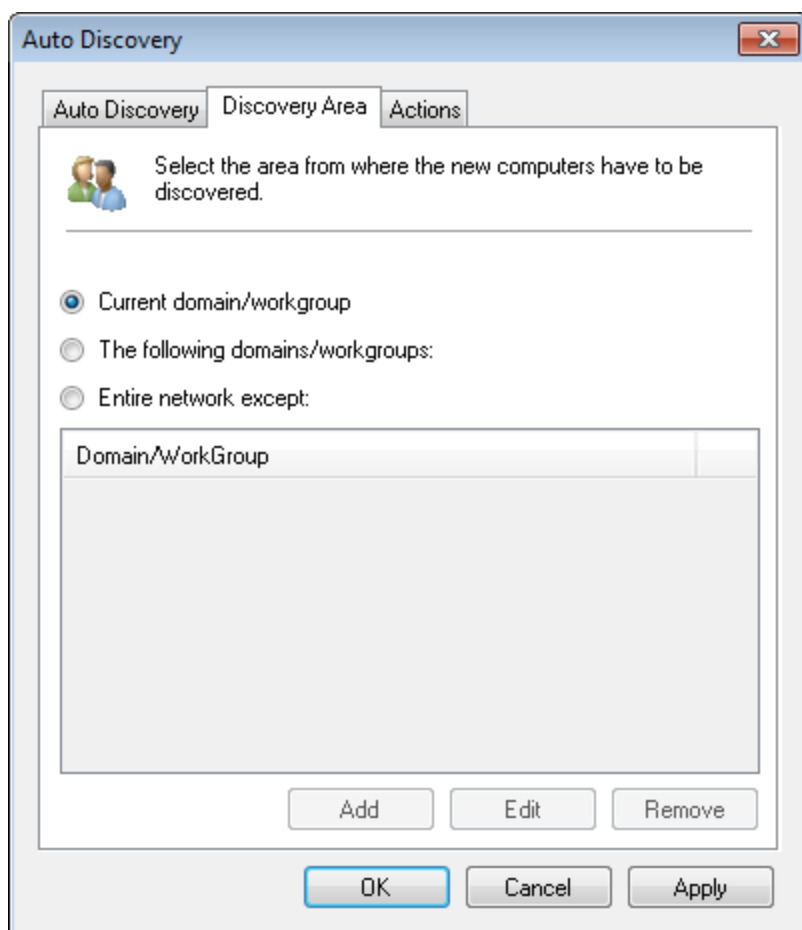 Auto Discovery
Auto Discovery Discovery Area Actions
Select the area from where the new computers have to be
discovered.
Current domain/workgroup
The following domains/workgroups:
Entire network except:
Domain/WorkGroup
Add Edit Remove
OK Cancel Apply